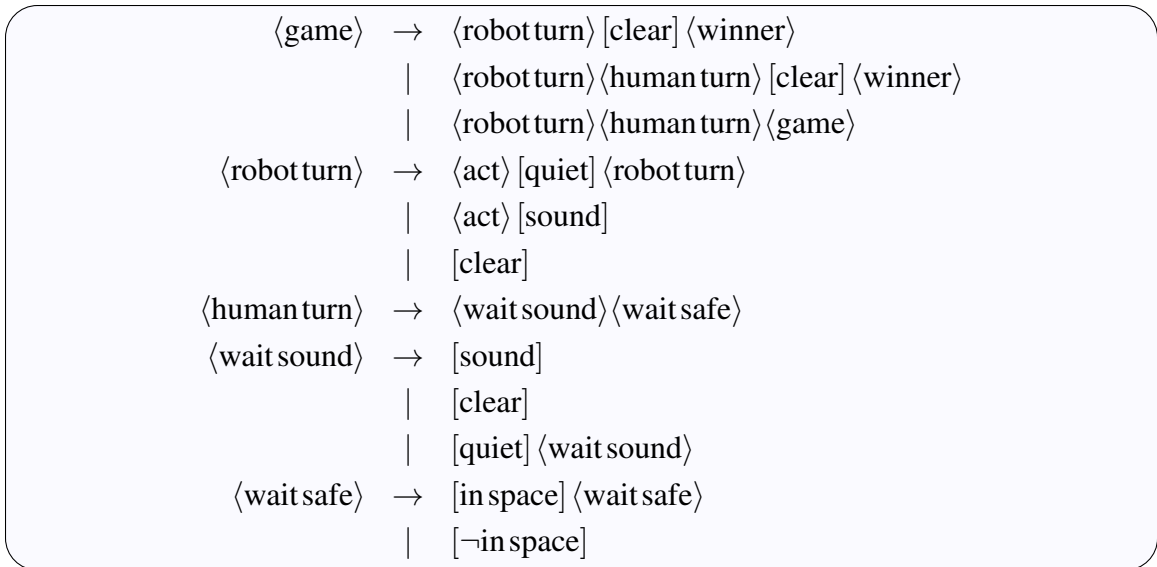 ⟨game⟩ → ⟨robot turn⟩ [clear] ⟨winner⟩
| ⟨robot turn⟩⟨human turn⟩ [clear] ⟨winner⟩
| ⟨robot turn⟩⟨human turn⟩⟨game⟩
⟨robot turn⟩ → ⟨act⟩ [quiet] ⟨robot turn⟩
| ⟨act⟩ [sound]
| [clear]
⟨human turn⟩ → ⟨wait sound⟩⟨wait safe⟩
⟨wait sound⟩ → [sound]
| [clear]
| [quiet] ⟨wait sound⟩
⟨wait safe⟩ → [in space] ⟨wait safe⟩
| [¬in space]